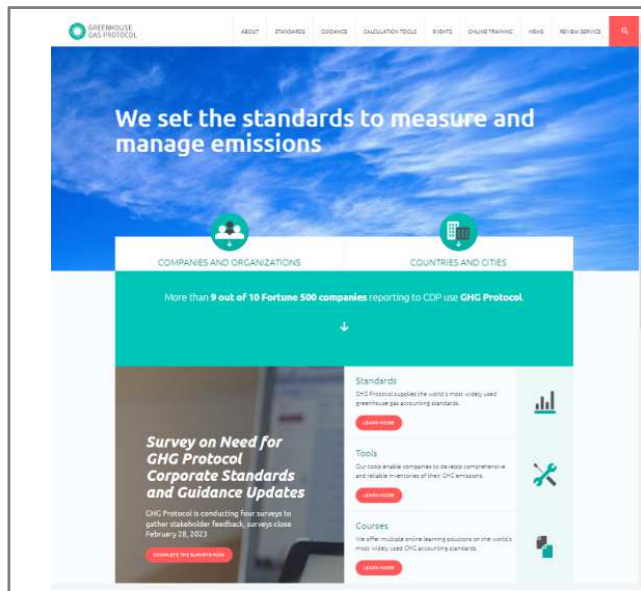 GREENHOUSE
GAS PROTOCOL
ABOUT
STANDARDS
GUIDANCE
CALCULATION TOOLS
EVENTS
ONLINE TRAINING
NEWS
REVIEW SERVICE
We set the standards to measure and
manage emissions
COMPANIES AND ORGANIZATIONS
COUNTRIES AND CITIES
More than 9 out of 10 Fortune 500 companies reporting to CDP use GHG Protocol.
Survey on Need for
GHG Protocol
Corporate Standards
and Guidance Updates
GHG Protocol is conducting four surveys to
gather stakeholder feedback, surveys close
February 28, 2023
COMPLETE THE SURVEYS NOW
Standards
GHG Protocol supplies the world's most widely used
greenhouse gas accounting standards.
LEARN MORE
Tools
Our tools enable companies to develop comprehensive
and reliable inventories of their GHG emissions.
LEARN MORE
Courses
We offer multiple online learning solutions on the world's
most widely used GHG accounting standards.
LEARN MORE